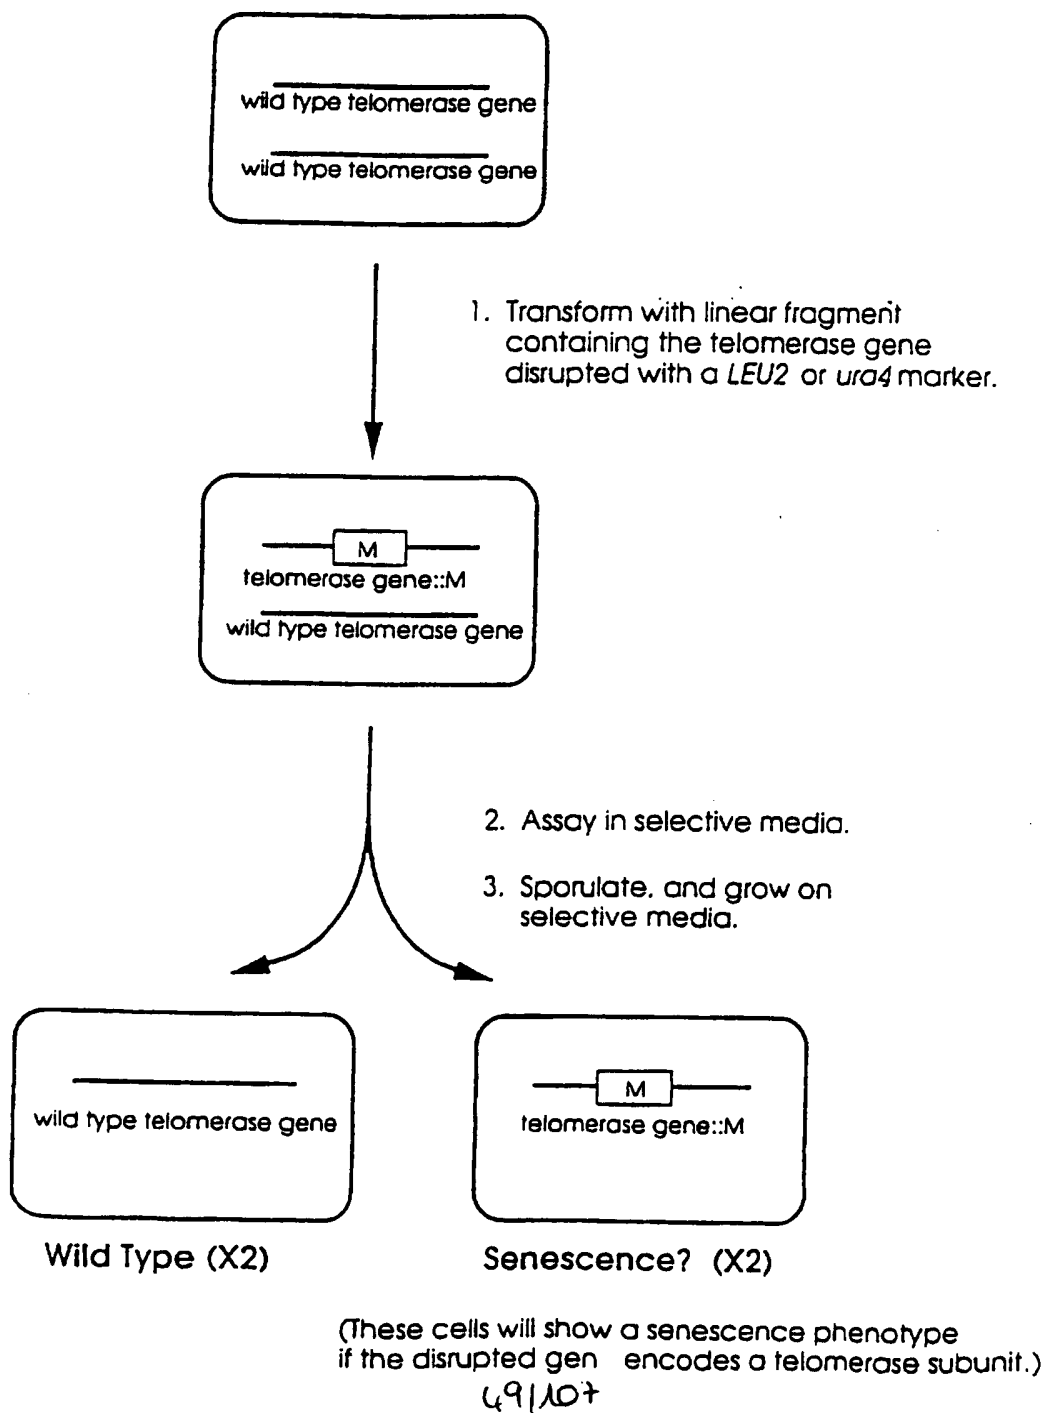 wild type telomerase gene
wild type telomerase gene
1. Transform with linear fragment
containing the telomerase gene
disrupted with a LEU2 or ura4 marker.
M
telomerase gene::M
wild type telomerase gene
2. Assay in selective media.
3. Sporulate. and grow on
selective media.
wild type telomerase gene
M
telomerase gene::M
Wild Type (X2)
Senescence? (X2)
(These cells will show a senescence phenotype
if the disrupted gen encodes a telomerase subunit.)
49/107